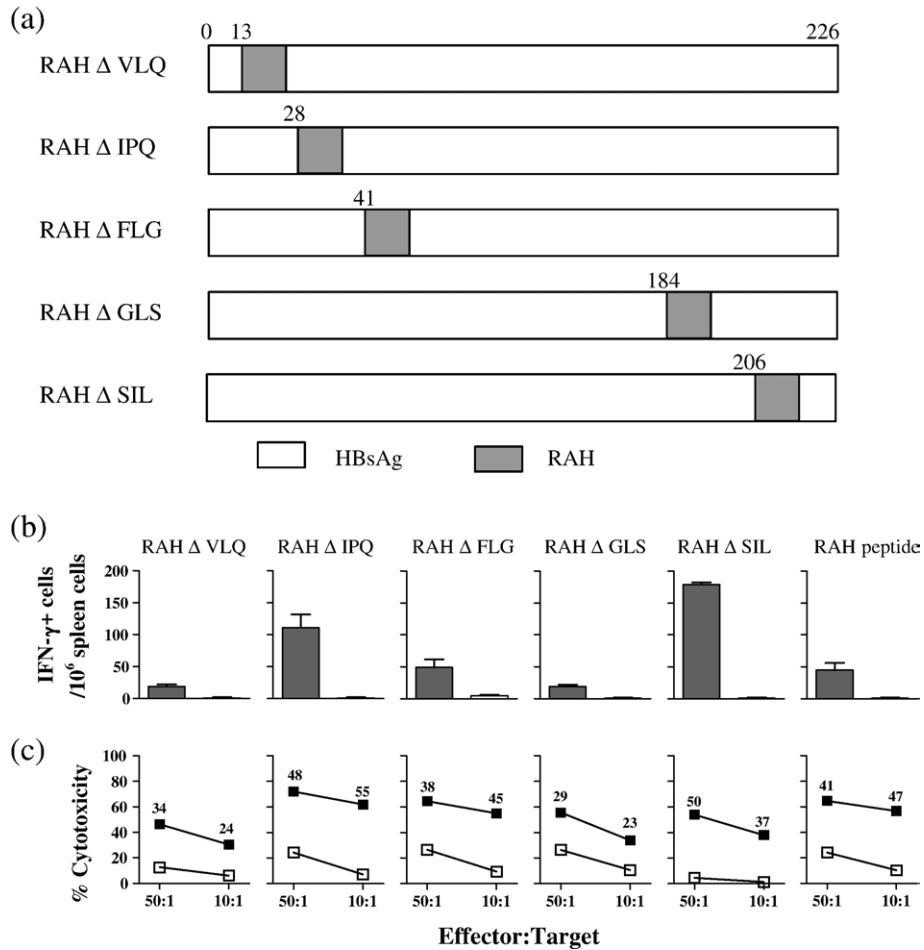 (a)
0 13 226
RAH Δ VLQ
28
RAH Δ IPQ
41
RAH Δ FLG
184
RAH Δ GLS
206
RAH Δ SIL
HBsAg RAH
(b)
RAH Δ VLQ RAH Δ IPQ RAH Δ FLG RAH Δ GLS RAH Δ SIL RAH peptide
IFN-γ+ cells
/10⁶ spleen cells
200
150
100
50
0
(c)
% Cytotoxicity
100
80
60
40
20
0
34 24 48 55 38 45 29 23 50 37 41 47
50:1 10:1 50:1 10:1 50:1 10:1 50:1 10:1 50:1 10:1 50:1 10:1
Effector:Target